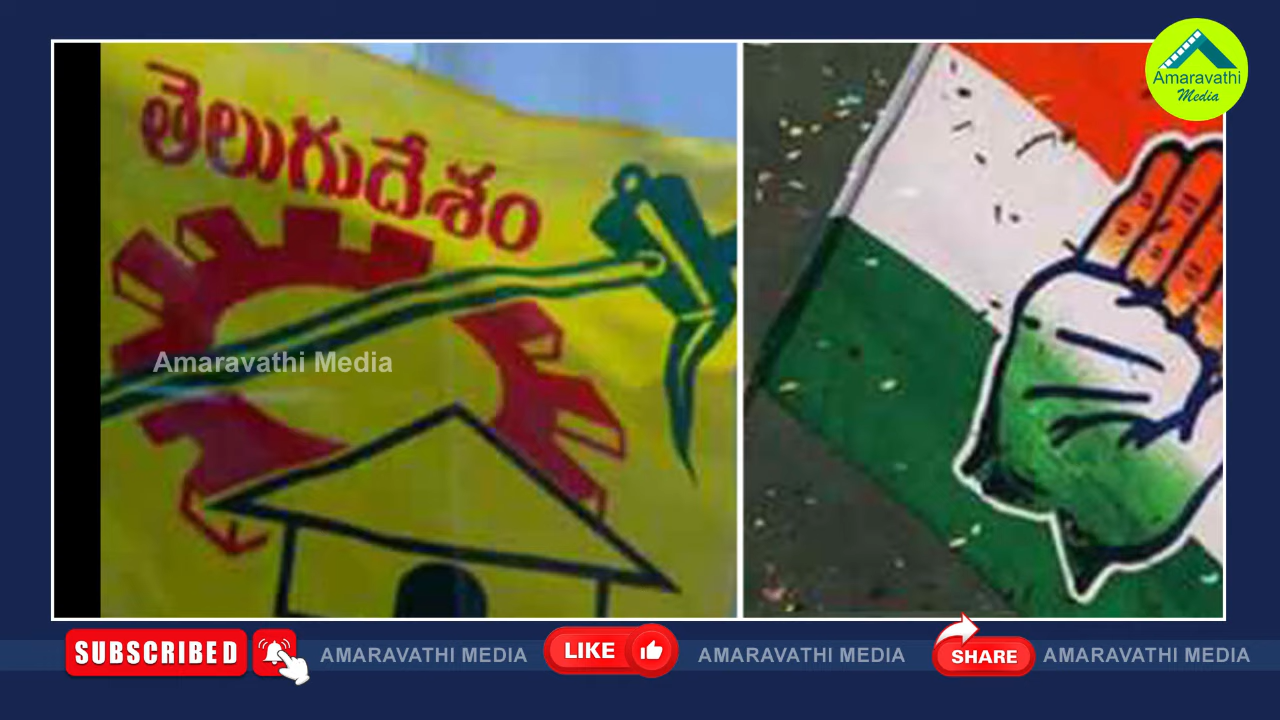 Amaravathi
Media
తెలుగుదేశం
Amaravathi Media
SUBSCRIBED
AMARAVATHI MEDIA
LIKE
AMARAVATHI MEDIA
SHARE
AMARAVATHI MEDIA